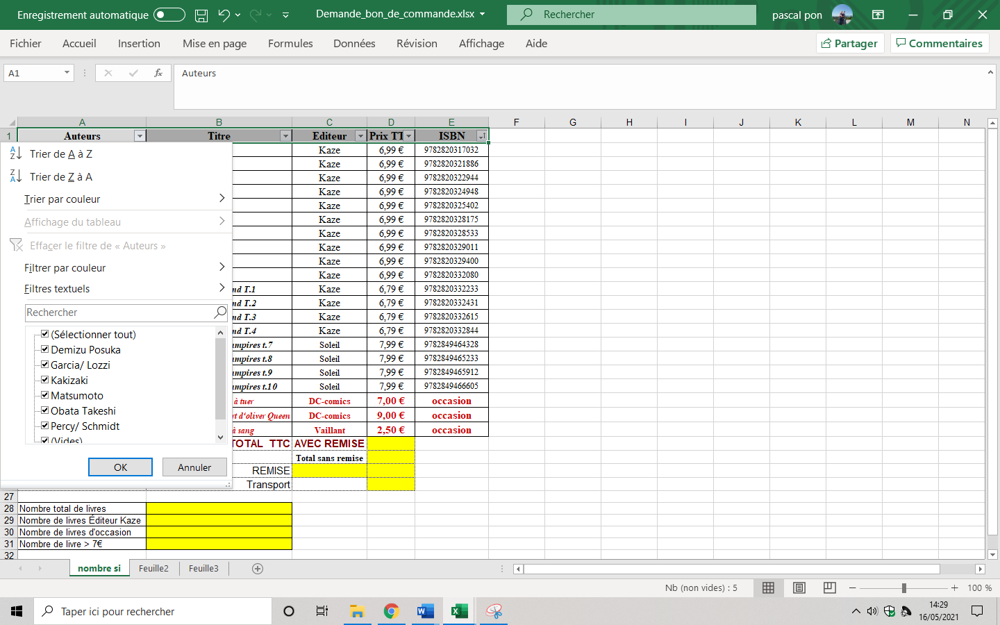 Enregistrement automatique
Demande_bon_de_commande.xlsx
Rechercher
pascal pon
Fichier Accueil Insertion Mise en page Formules Données Révision Affichage Aide
Partager Commentaires
A1 fx Auteurs
A B C D E F G H I J K L M N
1 Auteurs Titre Editeur Prix TT ISBN
Kaze 6,99 € 9782820317032
Kaze 6,99 € 9782820321886
Kaze 6,99 € 9782820322944
Kaze 6,99 € 9782820324948
Kaze 6,99 € 9782820325402
Kaze 6,99 € 9782820328175
Kaze 6,99 € 9782820328533
Kaze 6,99 € 9782820329011
Kaze 6,99 € 9782820329400
Kaze 6,99 € 9782820332080
nd T.1 Kaze 6,79 € 9782820332233
nd T.2 Kaze 6,79 € 9782820332431
nd T.3 Kaze 6,79 € 9782820332615
nd T.4 Kaze 6,79 € 9782820332844
mpires t.7 Soleil 7,99 € 9782849464328
mpires t.8 Soleil 7,99 € 9782849465233
mpires t.9 Soleil 7,99 € 9782849465912
mpires t.10 Soleil 7,99 € 9782849466605
à tuer DC-comics 7,00 € occasion
rt d'oliver Queen DC-comics 9,00 € occasion
à sang Vaillant 2,50 € occasion
TOTAL TTC AVEC REMISE
Total sans remise
REMISE
Transport
Trier de A à Z
Trier de Z à A
Trier par couleur
Affichage du tableau
Effacer le filtre de « Auteurs »
Filtrer par couleur
Filtres textuels
Rechercher
(Sélectionner tout)
Demizu Posuka
Garcia/ Lozzi
Kakizaki
Matsumoto
Obata Takeshi
Percy/ Schmidt
(Vides)
OK Annuler
27
28 Nombre total de livres
29 Nombre de livres Éditeur Kaze
30 Nombre de livres d'occasion
31 Nombre de livre > 7€
32
nombre si Feuille2 Feuille3
Nb (non vides) : 5
100 %
Taper ici pour rechercher
14:29
16/05/2021